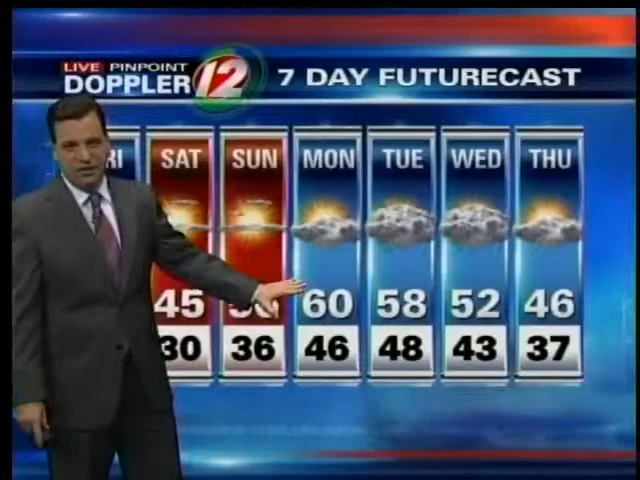 LIVE PINPOINT
DOPPLER 12 7 DAY FUTURECAST
RI SAT SUN MON TUE WED THU
45 60 58 52 46
30 36 46 48 43 37